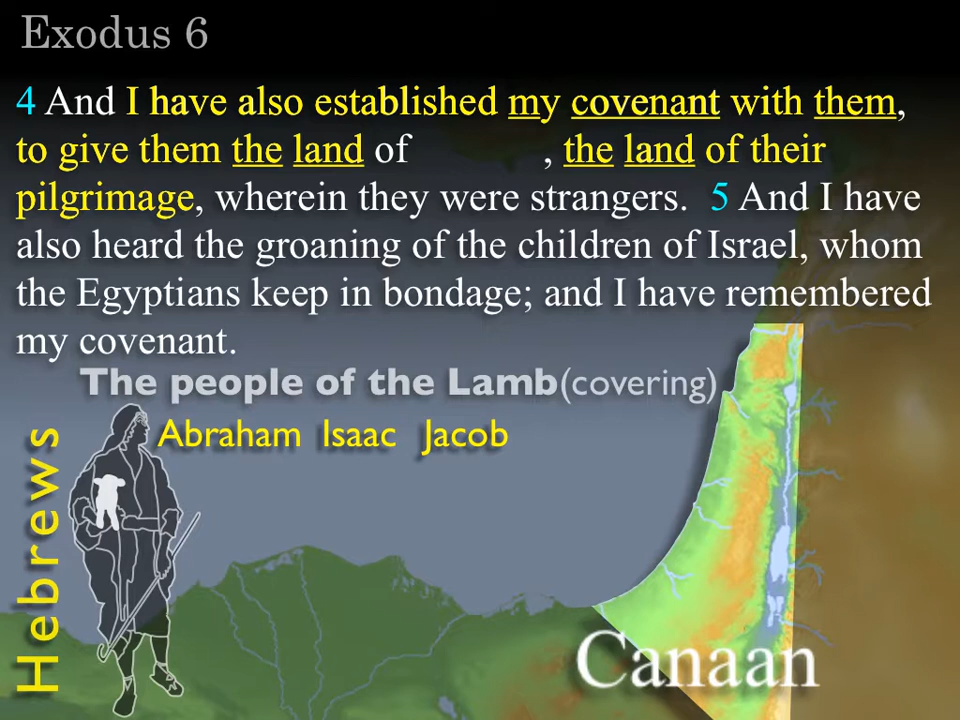 Exodus 6
4 And I have also established my covenant with them,
to give them the land of , the land of their
pilgrimage, wherein they were strangers. 5 And I have
also heard the groaning of the children of Israel, whom
the Egyptians keep in bondage; and I have remembered
my covenant.
The people of the Lamb(covering)
Abraham Isaac Jacob
Hebrews
Canaan